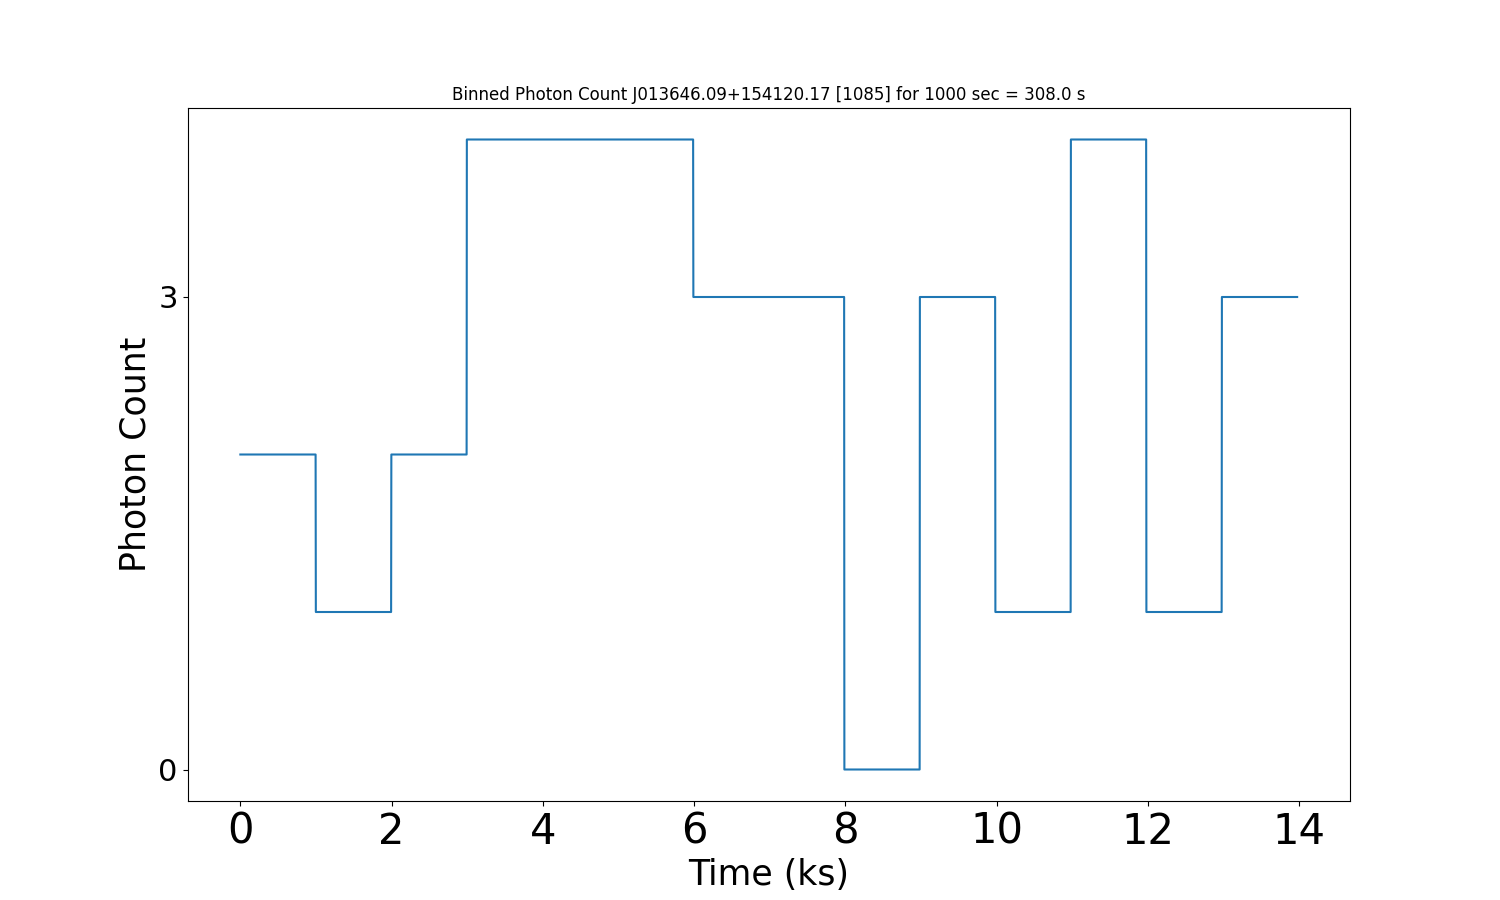 Binned Photon Count J013646.09+154120.17 [1085] for 1000 sec = 308.0 s
3
Photon Count
0
0 2 4 6 8 10 12 14
Time (ks)